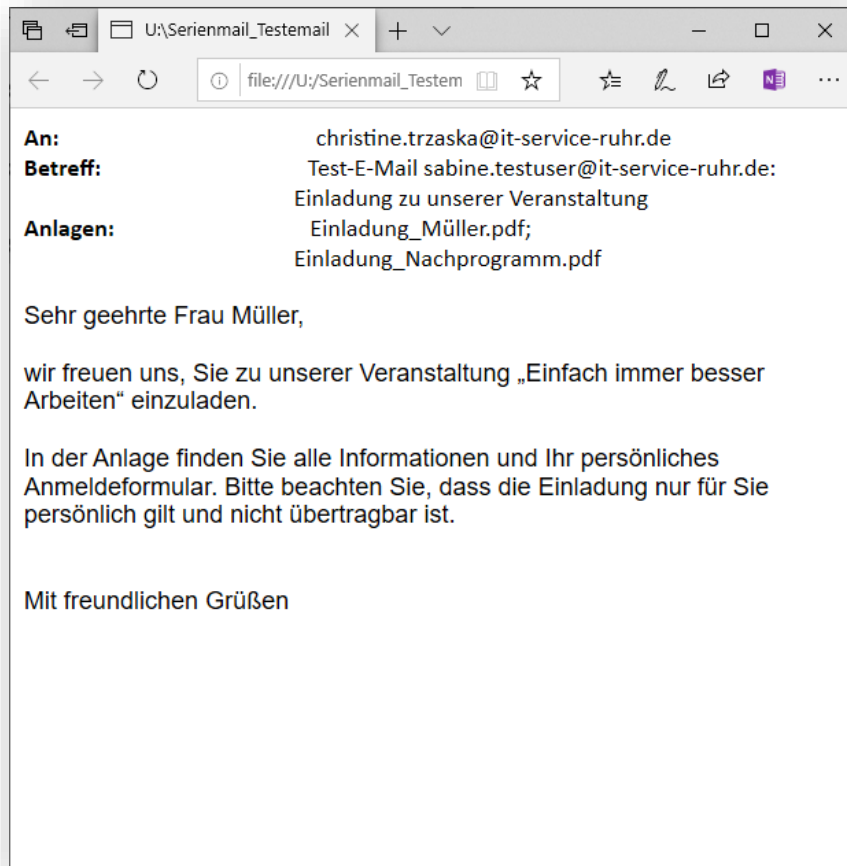 U:\Serienmail_Testemail
file:///U:/Serienmail_Testem
An: christine.trzaska@it-service-ruhr.de
Betreff: Test-E-Mail sabine.testuser@it-service-ruhr.de:
Einladung zu unserer Veranstaltung
Anlagen: Einladung_Müller.pdf;
Einladung_Nachprogramm.pdf
Sehr geehrte Frau Müller,
wir freuen uns, Sie zu unserer Veranstaltung „Einfach immer besser
Arbeiten“ einzuladen.
In der Anlage finden Sie alle Informationen und Ihr persönliches
Anmeldeformular. Bitte beachten Sie, dass die Einladung nur für Sie
persönlich gilt und nicht übertragbar ist.
Mit freundlichen Grüßen